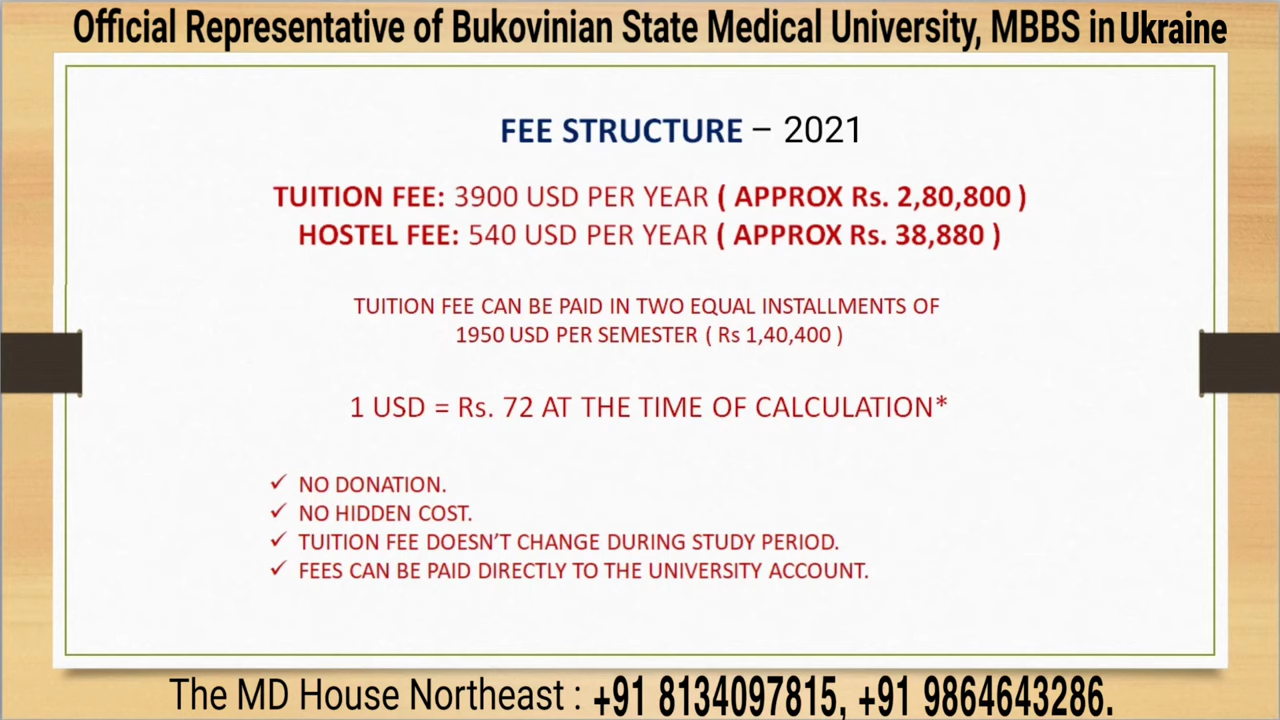 Official Representative of Bukovinian State Medical University, MBBS in Ukraine
FEE STRUCTURE – 2021
TUITION FEE: 3900 USD PER YEAR ( APPROX Rs. 2,80,800 )
HOSTEL FEE: 540 USD PER YEAR ( APPROX Rs. 38,880 )
TUITION FEE CAN BE PAID IN TWO EQUAL INSTALLMENTS OF
1950 USD PER SEMESTER ( Rs 1,40,400 )
1 USD = Rs. 72 AT THE TIME OF CALCULATION*
✓ NO DONATION.
✓ NO HIDDEN COST.
✓ TUITION FEE DOESN’T CHANGE DURING STUDY PERIOD.
✓ FEES CAN BE PAID DIRECTLY TO THE UNIVERSITY ACCOUNT.
The MD House Northeast : +91 8134097815, +91 9864643286.